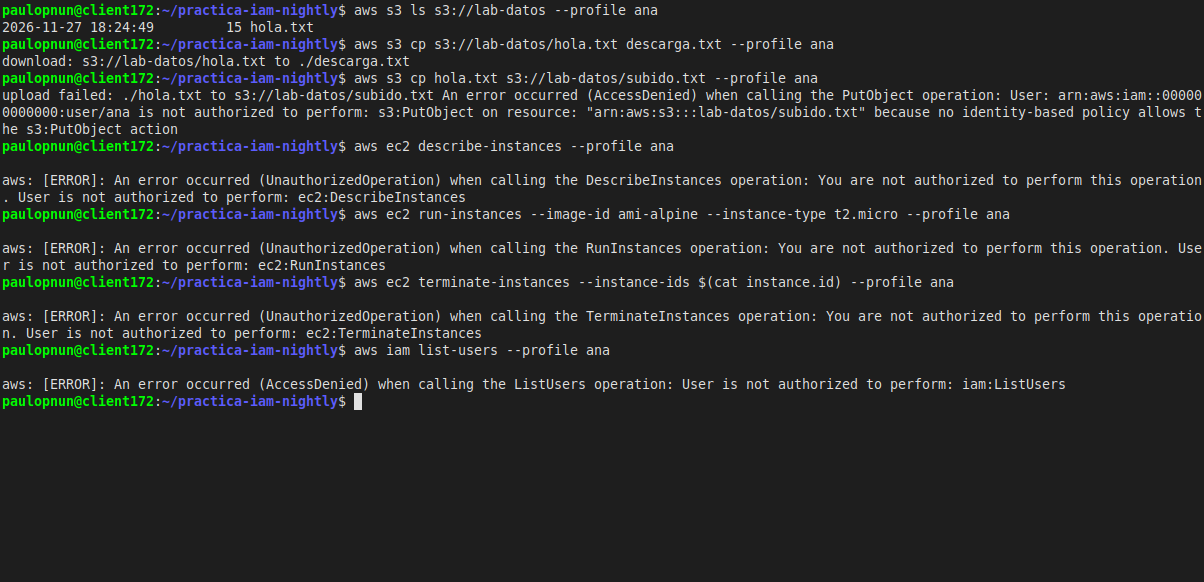 paulopnun@client172:~/practica-iam-nightly$ aws s3 ls s3://lab-datos --profile ana
2026-11-27 18:24:49         15 hola.txt
paulopnun@client172:~/practica-iam-nightly$ aws s3 cp s3://lab-datos/hola.txt descarga.txt --profile ana
download: s3://lab-datos/hola.txt to ./descarga.txt
paulopnun@client172:~/practica-iam-nightly$ aws s3 cp hola.txt s3://lab-datos/subido.txt --profile ana
upload failed: ./hola.txt to s3://lab-datos/subido.txt An error occurred (AccessDenied) when calling the PutObject operation: User: arn:aws:iam::00000
0000000:user/ana is not authorized to perform: s3:PutObject on resource: "arn:aws:s3:::lab-datos/subido.txt" because no identity-based policy allows t
he s3:PutObject action
paulopnun@client172:~/practica-iam-nightly$ aws ec2 describe-instances --profile ana
aws: [ERROR]: An error occurred (UnauthorizedOperation) when calling the DescribeInstances operation: You are not authorized to perform this operation
. User is not authorized to perform: ec2:DescribeInstances
paulopnun@client172:~/practica-iam-nightly$ aws ec2 run-instances --image-id ami-alpine --instance-type t2.micro --profile ana
aws: [ERROR]: An error occurred (UnauthorizedOperation) when calling the RunInstances operation: You are not authorized to perform this operation. Use
r is not authorized to perform: ec2:RunInstances
paulopnun@client172:~/practica-iam-nightly$ aws ec2 terminate-instances --instance-ids $(cat instance.id) --profile ana
aws: [ERROR]: An error occurred (UnauthorizedOperation) when calling the TerminateInstances operation: You are not authorized to perform this operatio
n. User is not authorized to perform: ec2:TerminateInstances
paulopnun@client172:~/practica-iam-nightly$ aws iam list-users --profile ana
aws: [ERROR]: An error occurred (AccessDenied) when calling the ListUsers operation: User is not authorized to perform: iam:ListUsers
paulopnun@client172:~/practica-iam-nightly$